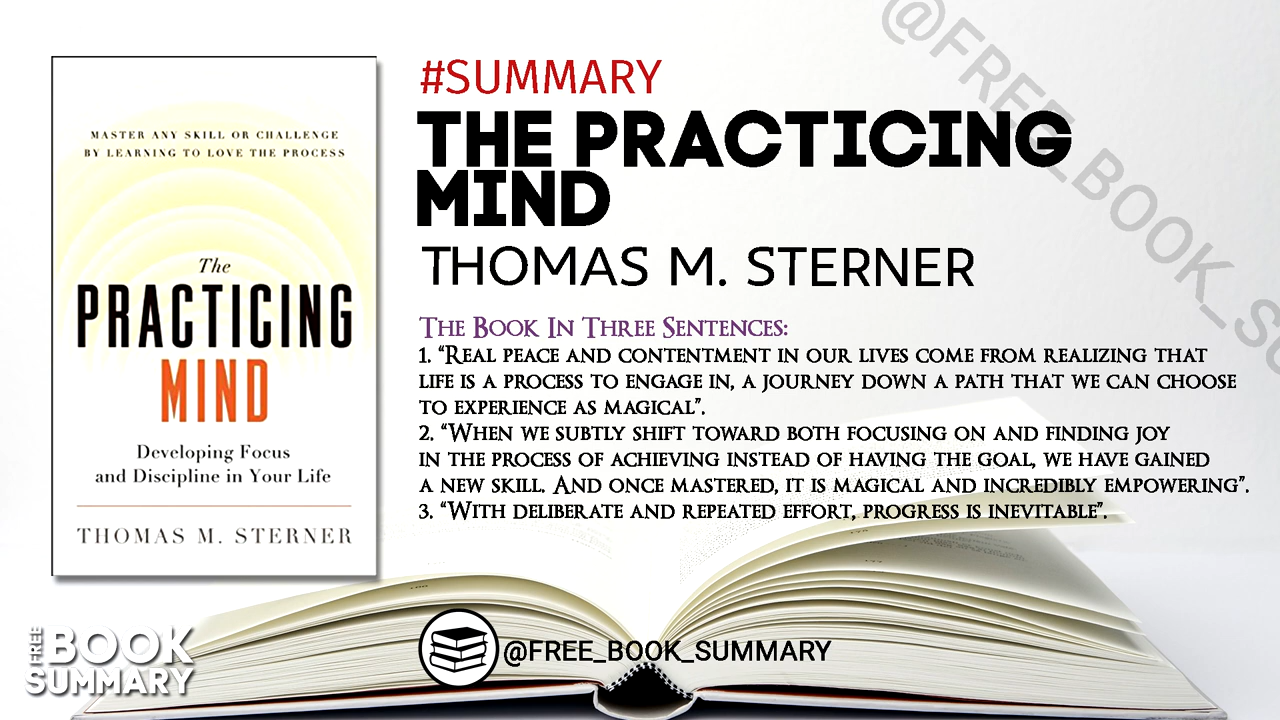 MASTER ANY SKILL OR CHALLENGE
BY LEARNING TO LOVE THE PROCESS
The
PRACTICING
MIND
Developing Focus
and Discipline in Your Life
THOMAS M. STERNER
#SUMMARY
THE PRACTICING
MIND
THOMAS M. STERNER
THE BOOK IN THREE SENTENCES:
1. “REAL PEACE AND CONTENTMENT IN OUR LIVES COME FROM REALIZING THAT
LIFE IS A PROCESS TO ENGAGE IN, A JOURNEY DOWN A PATH THAT WE CAN CHOOSE
TO EXPERIENCE AS MAGICAL”.
2. “WHEN WE SUBTLY SHIFT TOWARD BOTH FOCUSING ON AND FINDING JOY
IN THE PROCESS OF ACHIEVING INSTEAD OF HAVING THE GOAL, WE HAVE GAINED
A NEW SKILL. AND ONCE MASTERED, IT IS MAGICAL AND INCREDIBLY EMPOWERING”.
3. “WITH DELIBERATE AND REPEATED EFFORT, PROGRESS IS INEVITABLE”.
@FREE_BOOK_SU
FREE
BOOK
SUMMARY
@FREE_BOOK_SUMMARY